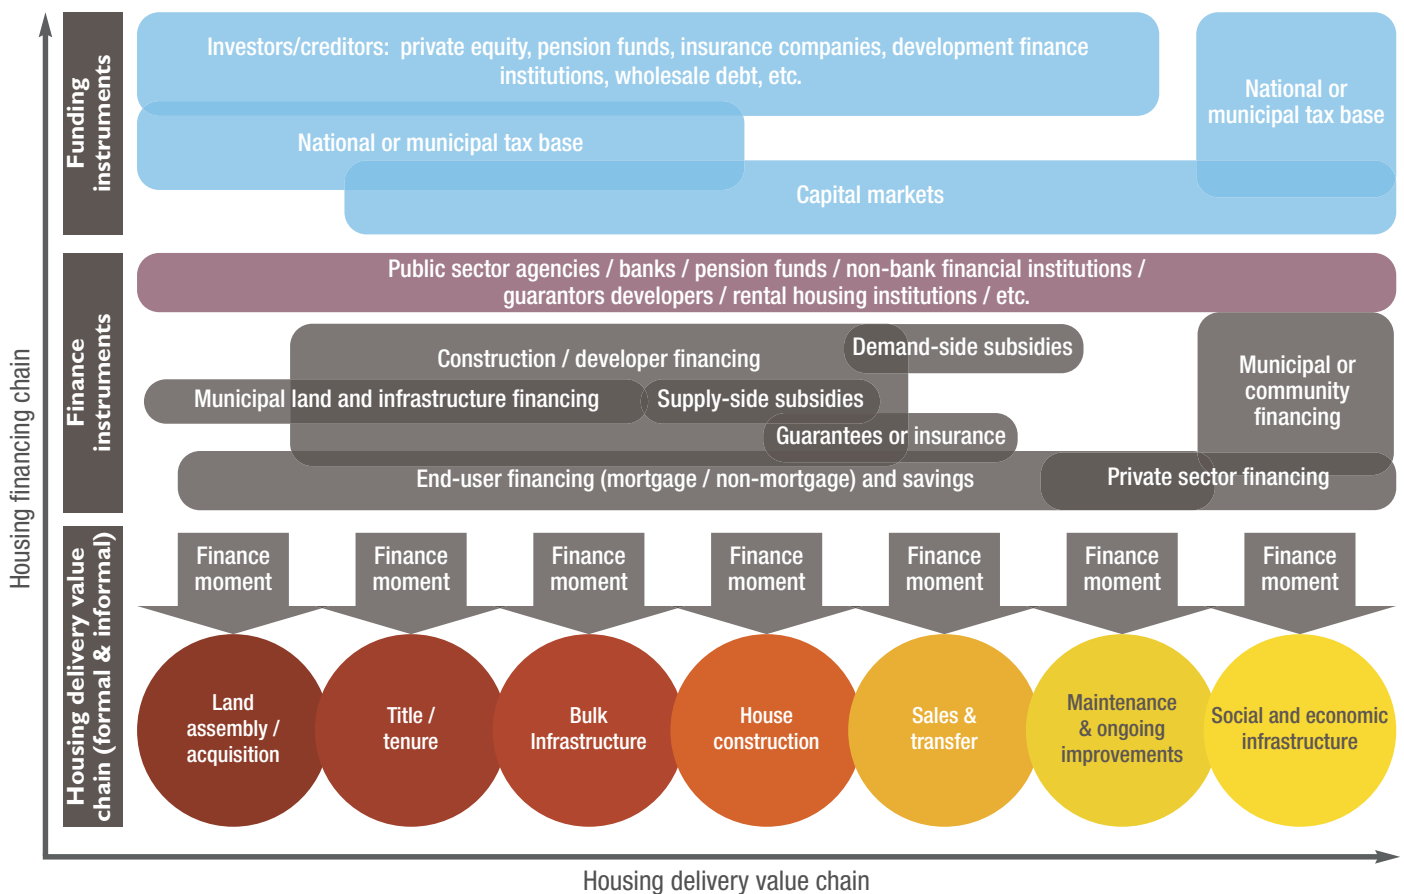 Housing financing chain
Funding
instruments
Investors/creditors: private equity, pension funds, insurance companies, development finance
institutions, wholesale debt, etc.
National or
municipal tax base
National or municipal tax base
Capital markets
Finance
instruments
Public sector agencies / banks / pension funds / non-bank financial institutions /
guarantors developers / rental housing institutions / etc.
Construction / developer financing
Demand-side subsidies
Municipal or
community
financing
Municipal land and infrastructure financing
Supply-side subsidies
Guarantees or insurance
End-user financing (mortgage / non-mortgage) and savings
Private sector financing
Housing delivery value
chain (formal & informal)
Finance
moment
Finance
moment
Finance
moment
Finance
moment
Finance
moment
Finance
moment
Finance
moment
Land
assembly /
acquisition
Title /
tenure
Bulk
Infrastructure
House
construction
Sales &
transfer
Maintenance
& ongoing
improvements
Social and economic
infrastructure
Housing delivery value chain